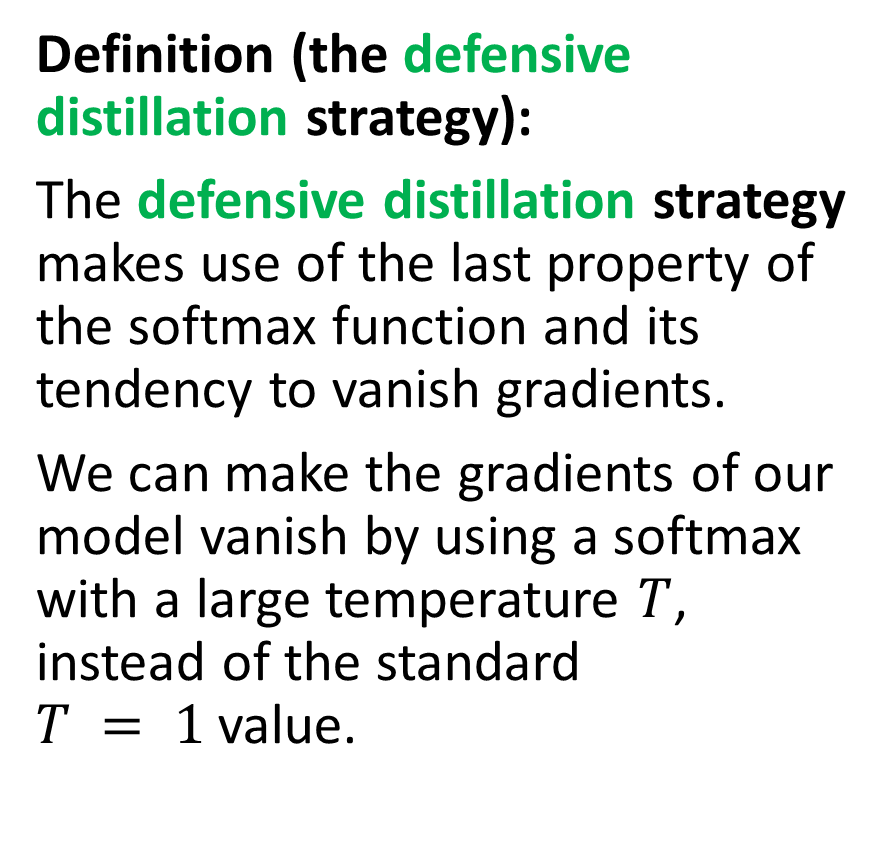 Definition (the defensive
distillation strategy):
The defensive distillation strategy
makes use of the last property of
the softmax function and its
tendency to vanish gradients.
We can make the gradients of our
model vanish by using a softmax
with a large temperature 𝑇,
instead of the standard
𝑇 = 1 value.